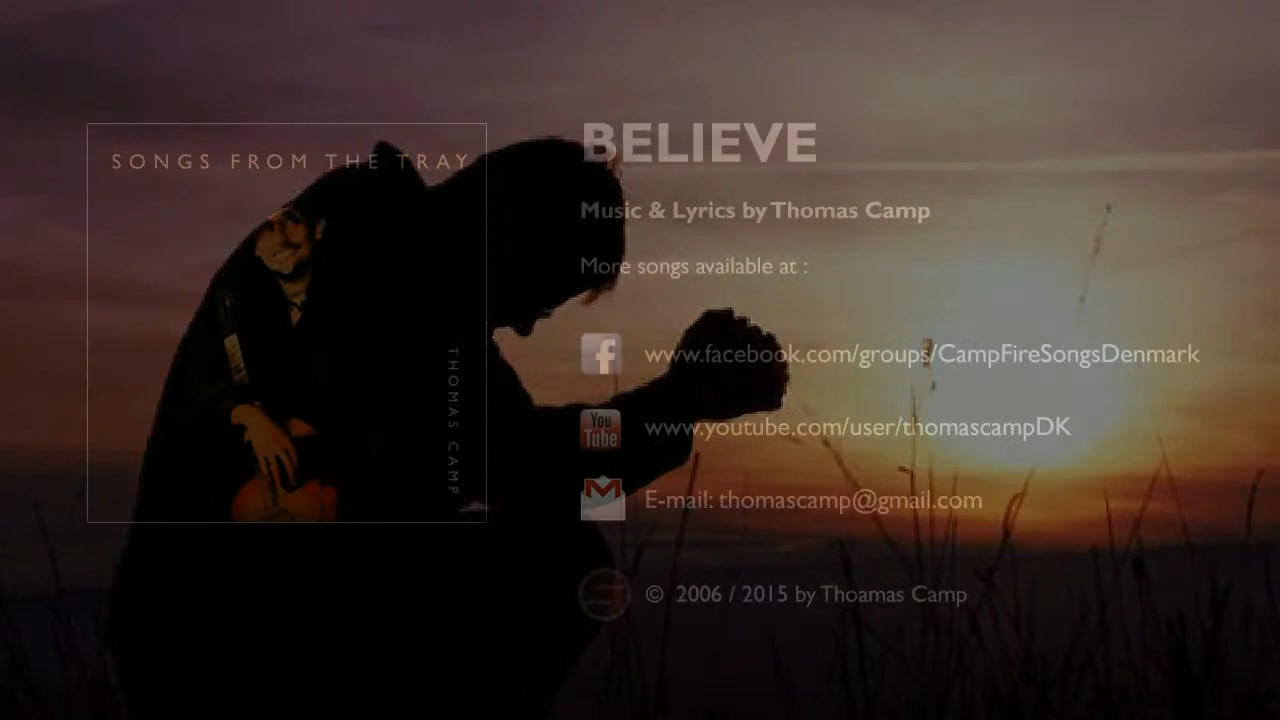 SONGS FROM THE TRAY
THOMAS CAMP
BELIEVE
Music & Lyrics by Thomas Camp
More songs available at :
f www.facebook.com/groups/CampFireSongsDenmark
You
Tube www.youtube.com/user/thomascampDK
E-mail: thomascamp@gmail.com
© 2006 / 2015 by Thoamas Camp